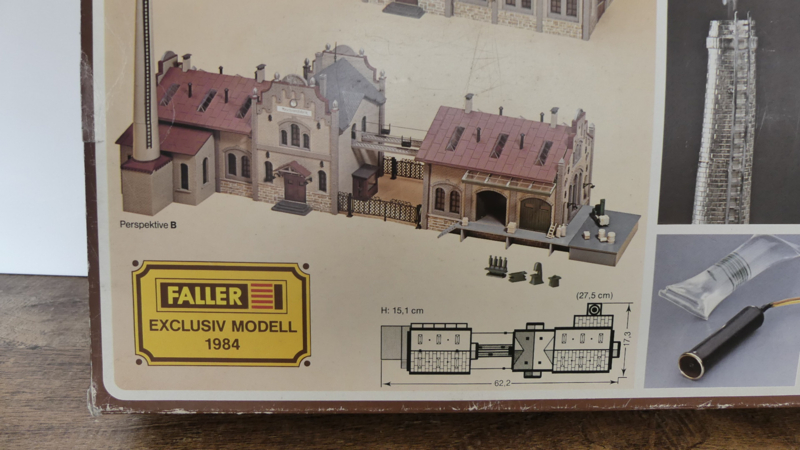 Perspektive B
FALLER
EXCLUSIV MODELL
1984
H: 15,1 cm
(27,5 cm)
17,3
62,2